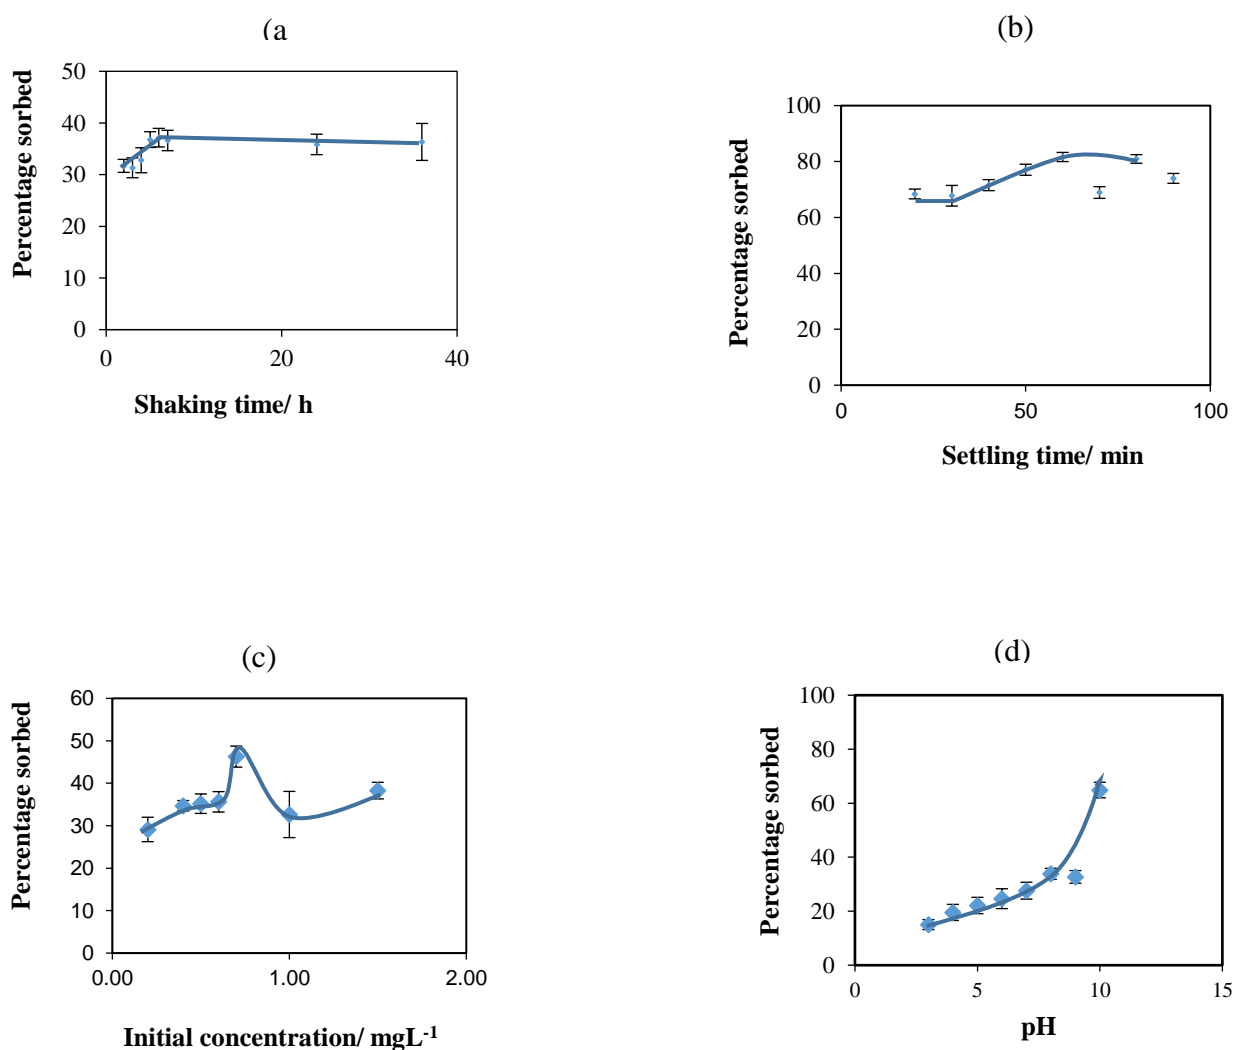 (a
Percentage sorbed
50
40
30
20
10
0
0 20 40
Shaking time/ h
(b)
Percentage sorbed
100
80
60
40
20
0
0 50 100
Settling time/ min
(c)
Percentage sorbed
60
50
40
30
20
10
0
0.00 1.00 2.00
Initial concentration/ mgL⁻¹
(d)
Percentage sorbed
100
80
60
40
20
0
0 5 10 15
pH